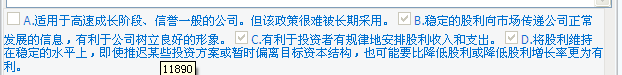 A.适用于高速成长阶段、信誉一般的公司。但该政策很难被长期采用。 B.稳定的股利向市场传递公司正常
发展的信息，有利于公司树立良好的形象。 C.有利于投资者有规律地安排股利收入和支出。 D.将股利维持
在稳定的水平上，即使推迟某些投资方案或暂时偏离目标资本结构，也可能要比降低股利或降低股利增长率更为有
利。
11890